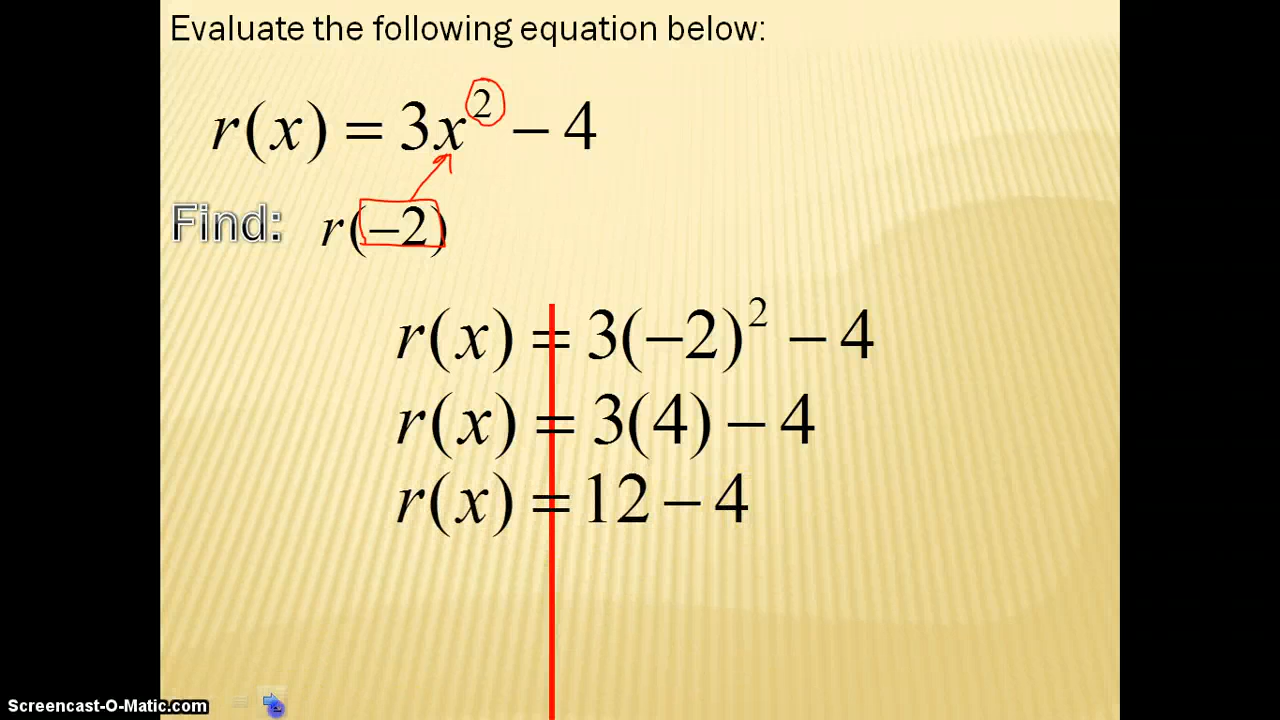 Evaluate the following equation below:
r(x) = 3x² − 4
Find: r(−2)
r(x) = 3(−2)² − 4
r(x) = 3(4) − 4
r(x) = 12 − 4
Screencast-O-Matic.com